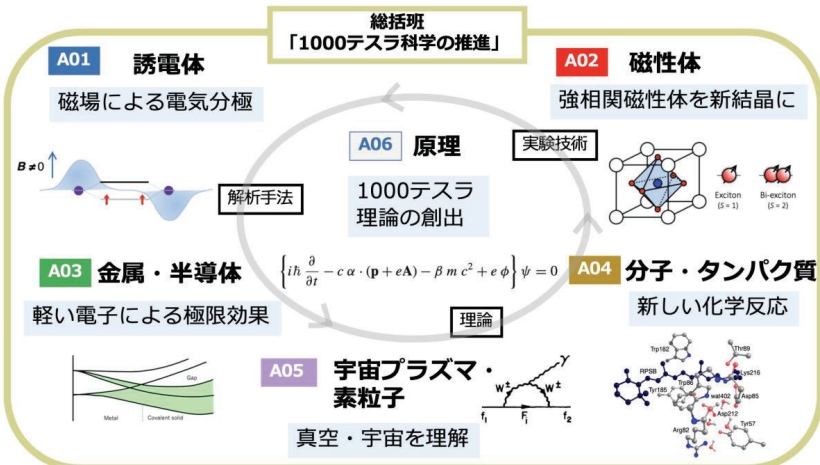 総括班
「1000テスラ科学の推進」
A01 誘電体
磁場による電気分極
B≠0
解析手法
A02 磁性体
強相関磁性体を新結晶に
実験技術
Exciton
(S = 1)
Bi-exciton
(S = 2)
A06 原理
1000テスラ
理論の創出
A03 金属・半導体
軽い電子による極限効果
Gap
Metal
Covalent solid
{iħ ∂/∂t − c α · (p + eA) − β m c² + e ϕ} ψ = 0
理論
A04 分子・タンパク質
新しい化学反応
Trp182
Thr89
RPSB
Lys216
Tyr185
Trp86
wat402
Asp85
Asp212
Arg82
Tyr57
A05 宇宙プラズマ・
素粒子
真空・宇宙を理解
γ
W±
W±
f₁
Fᵢ
f₂